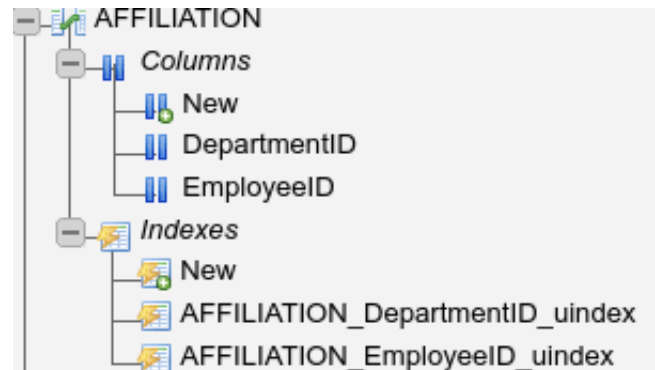 AFFILIATION
Columns
New
DepartmentID
EmployeeID
Indexes
New
AFFILIATION_DepartmentID_uindex
AFFILIATION_EmployeeID_uindex